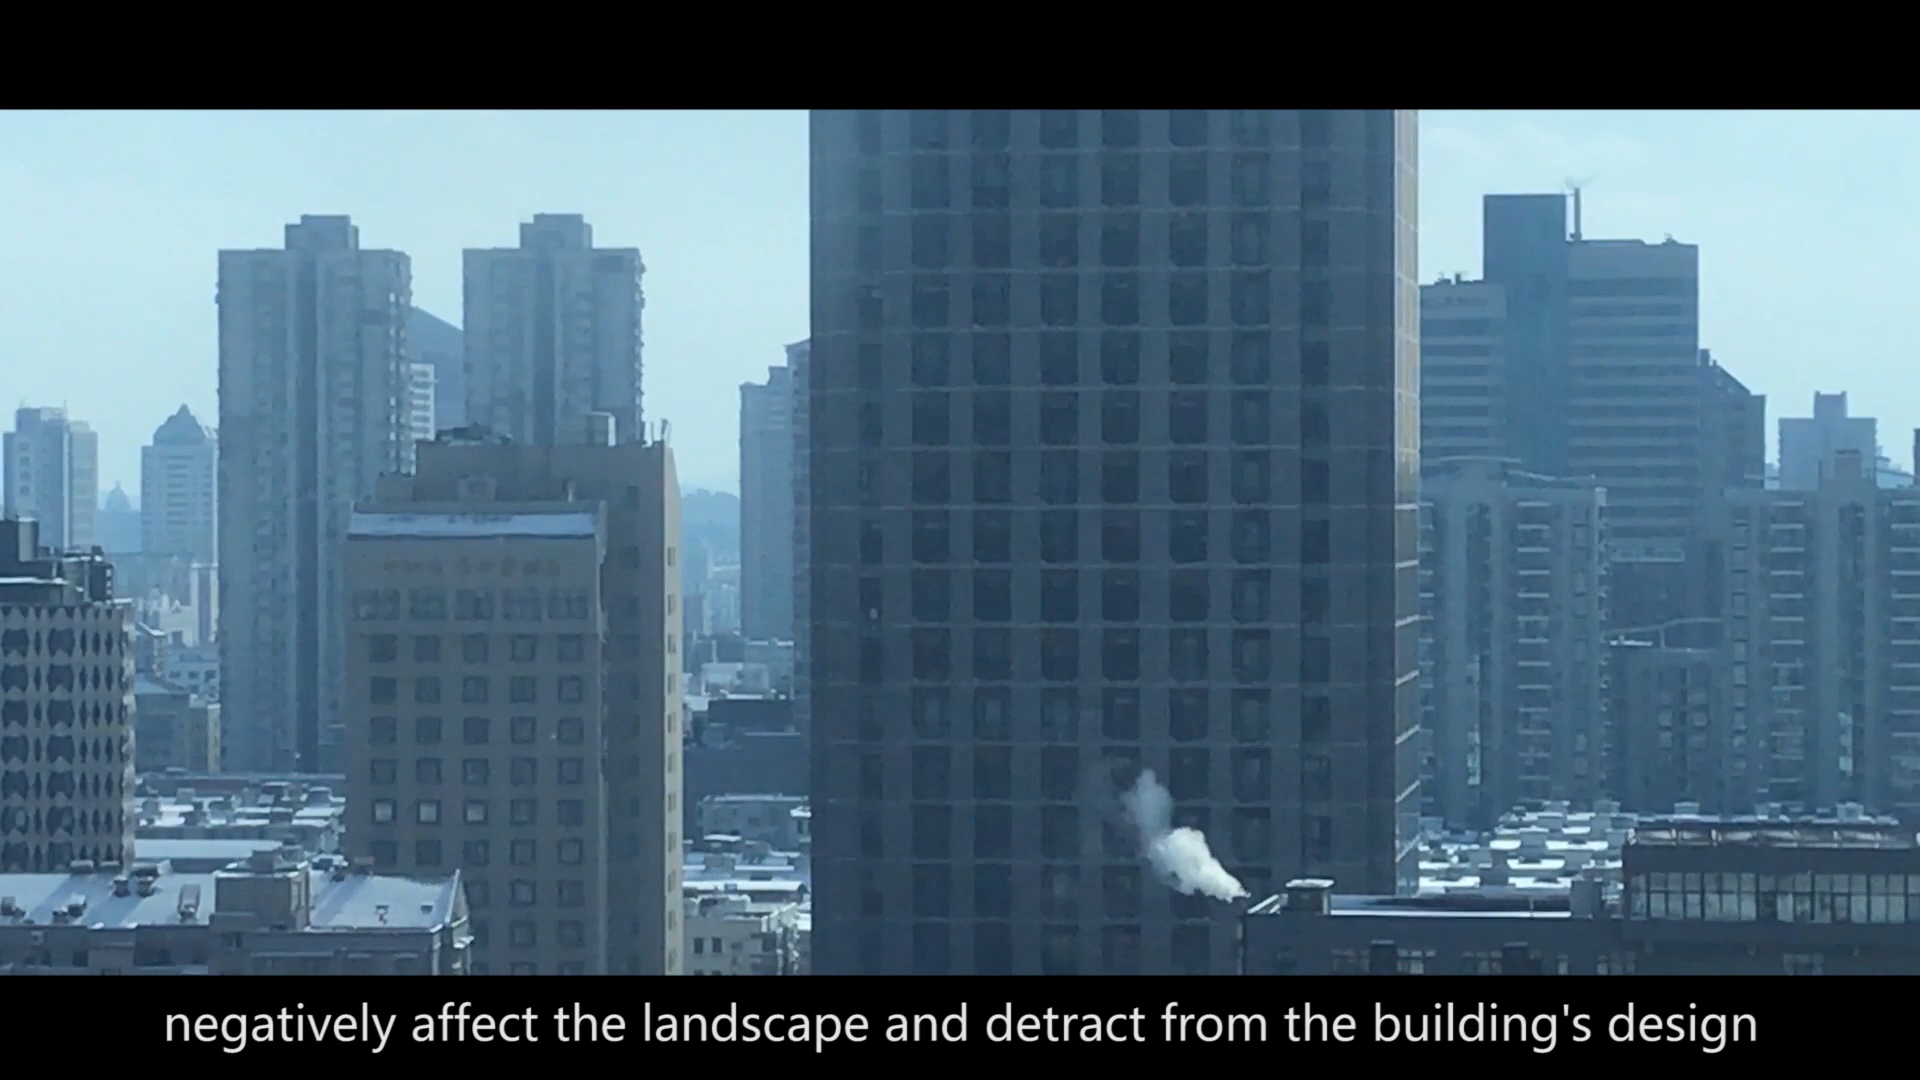 negatively affect the landscape and detract from the building's design